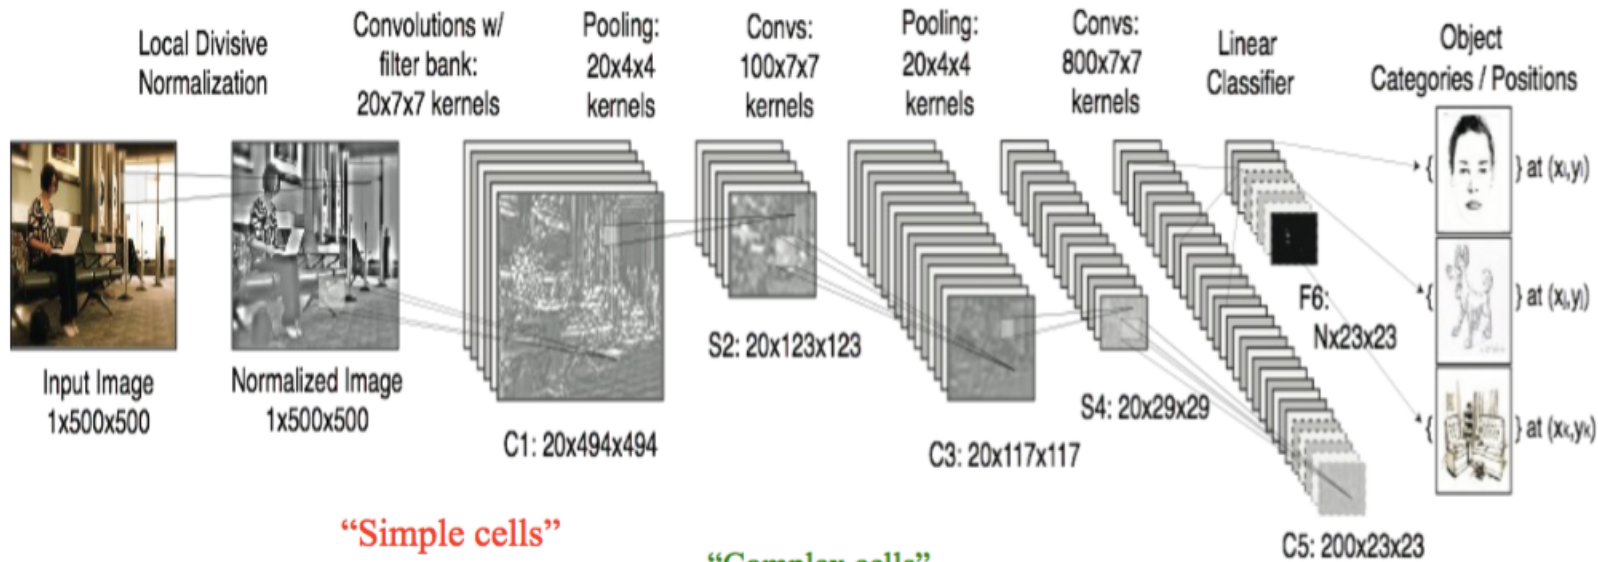 Local Divisive
Normalization
Convolutions w/
filter bank:
20x7x7 kernels
Pooling:
20x4x4
kernels
Convs:
100x7x7
kernels
Pooling:
20x4x4
kernels
Convs:
800x7x7
kernels
Linear
Classifier
Object
Categories / Positions
{ } at (xi,yi)
{ } at (xj,yj)
{ } at (xk,yk)
Input Image
1x500x500
Normalized Image
1x500x500
C1: 20x494x494
S2: 20x123x123
C3: 20x117x117
S4: 20x29x29
C5: 200x23x23
F6:
Nx23x23
“Simple cells”
“Complex cells”